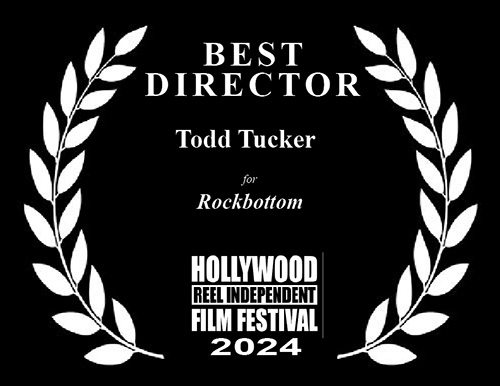 BEST
DIRECTOR
Todd Tucker
for
Rockbottom
HOLLYWOOD
REEL INDEPENDENT
FILM FESTIVAL
2024